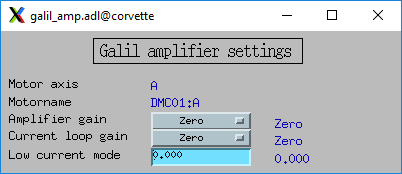 galil_amp.adl@corvette
Galil amplifier settings
Motor axis A
Motorname DMC01:A
Amplifier gain Zero Zero
Current loop gain Zero Zero
Low current mode 0.000 0.000